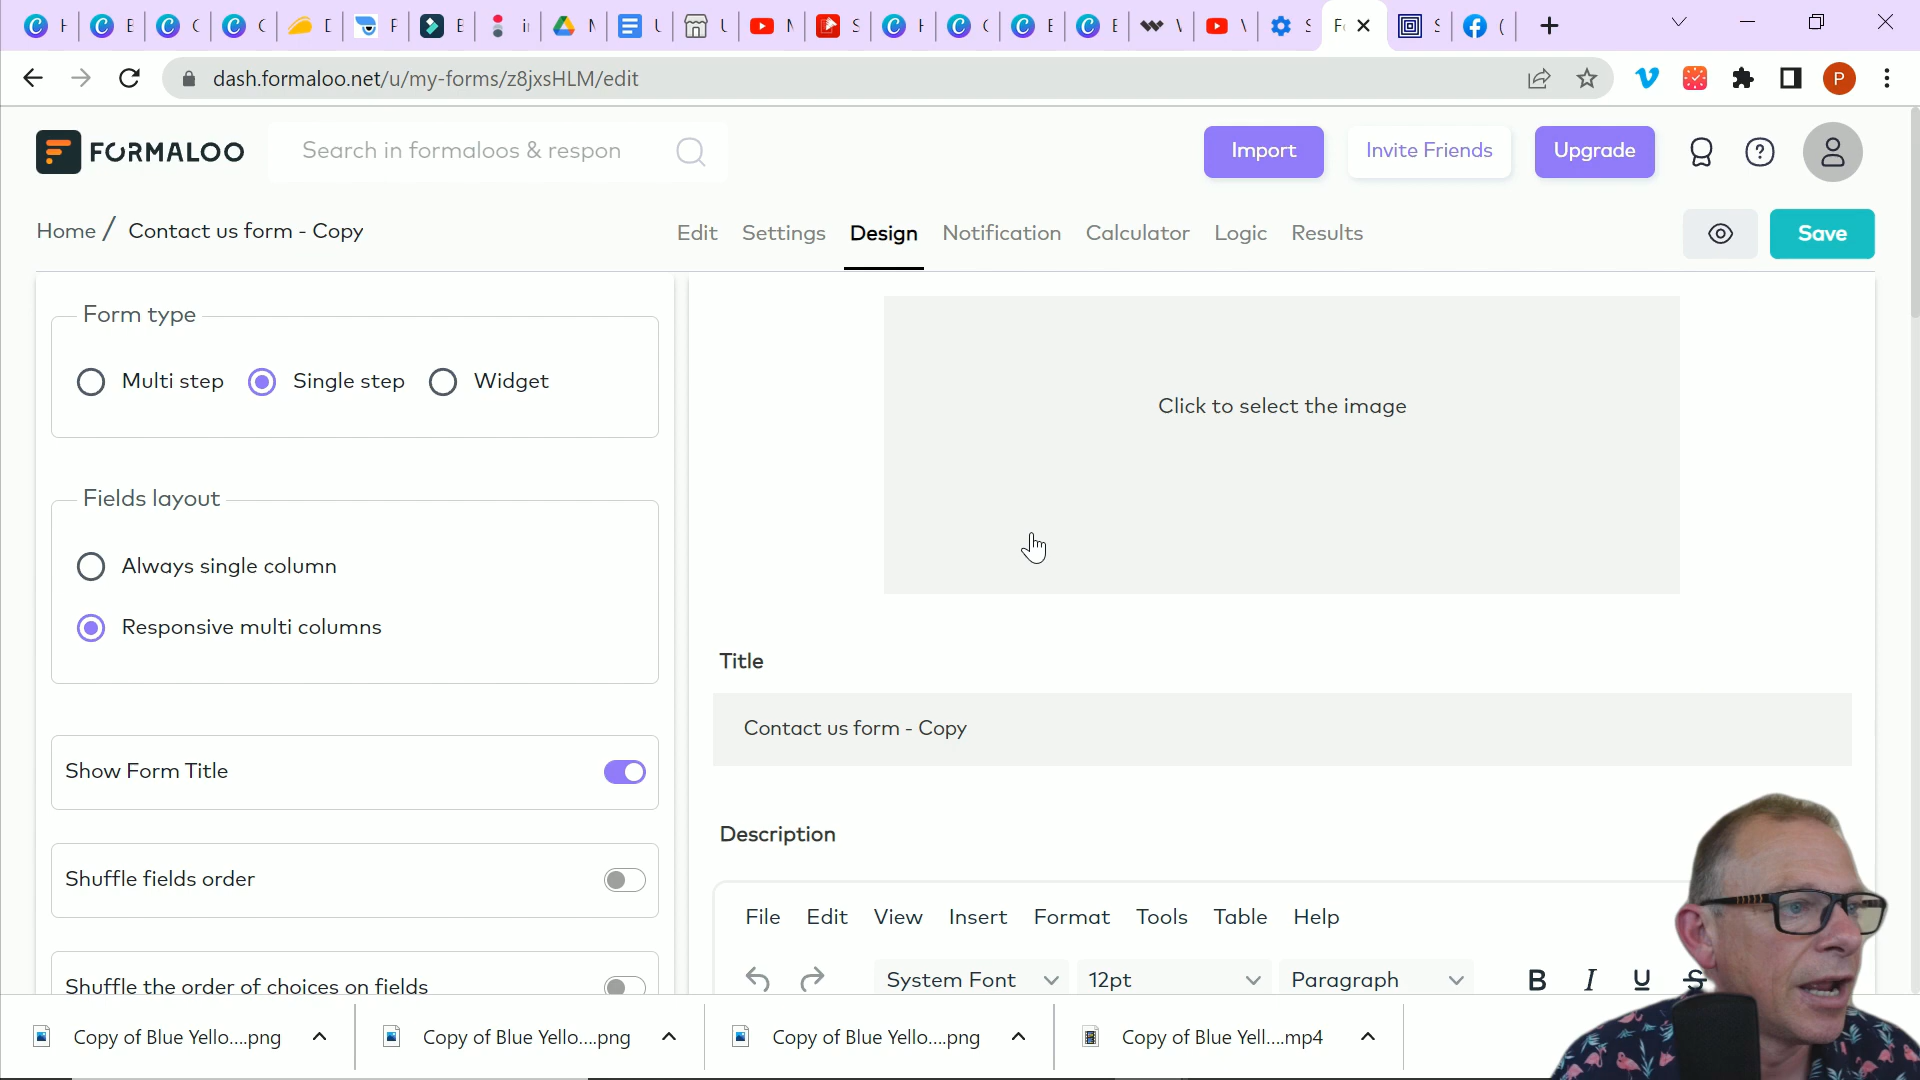 dash.formaloo.net/u/my-forms/z8jxsHLM/edit
P
FORMALOO
Search in formaloos & respon
Import
Invite Friends
Upgrade
Home / Contact us form - Copy
Edit
Settings
Design
Notification
Calculator
Logic
Results
Save
Form type
Multi step
Single step
Widget
Fields layout
Always single column
Responsive multi columns
Show Form Title
Shuffle fields order
Shuffle the order of choices on fields
Click to select the image
Title
Contact us form - Copy
Description
File Edit View Insert Format Tools Table Help
System Font
12pt
Paragraph
B I U S
Copy of Blue Yello....png
Copy of Blue Yello....png
Copy of Blue Yello....png
Copy of Blue Yell....mp4